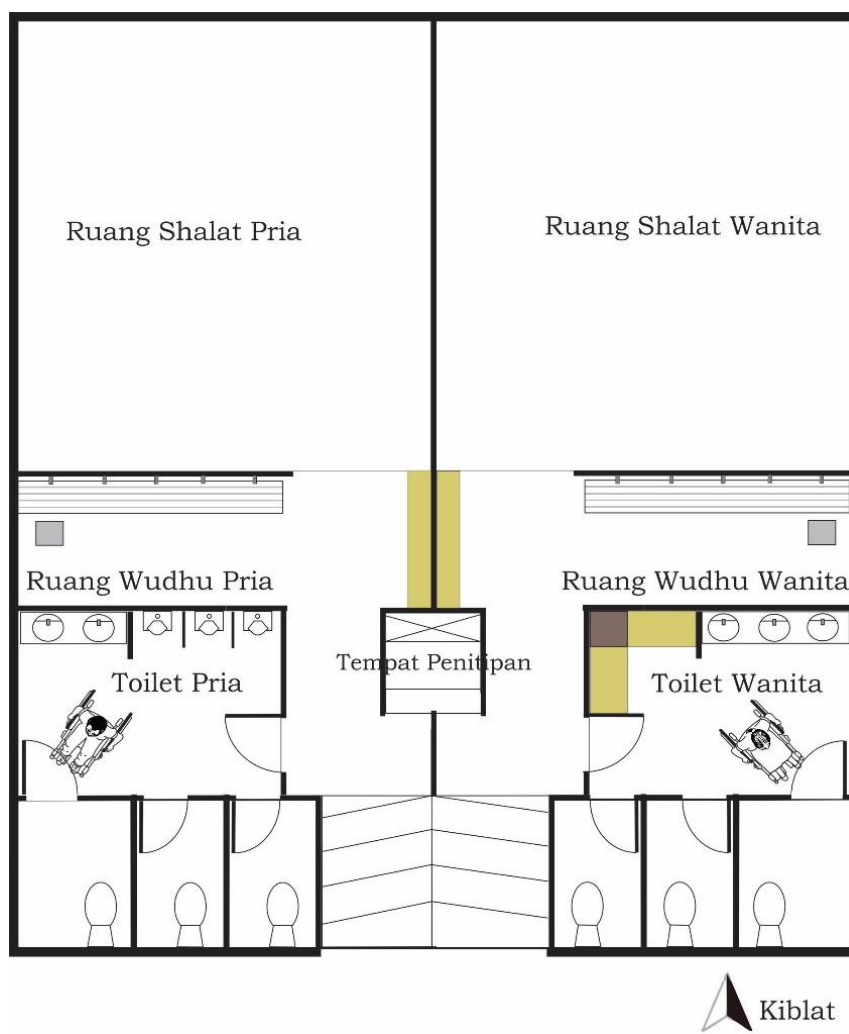 Ruang Shalat Pria
Ruang Shalat Wanita
Ruang Wudhu Pria
Ruang Wudhu Wanita
Tempat Penitipan
Toilet Pria
Toilet Wanita
Kiblat